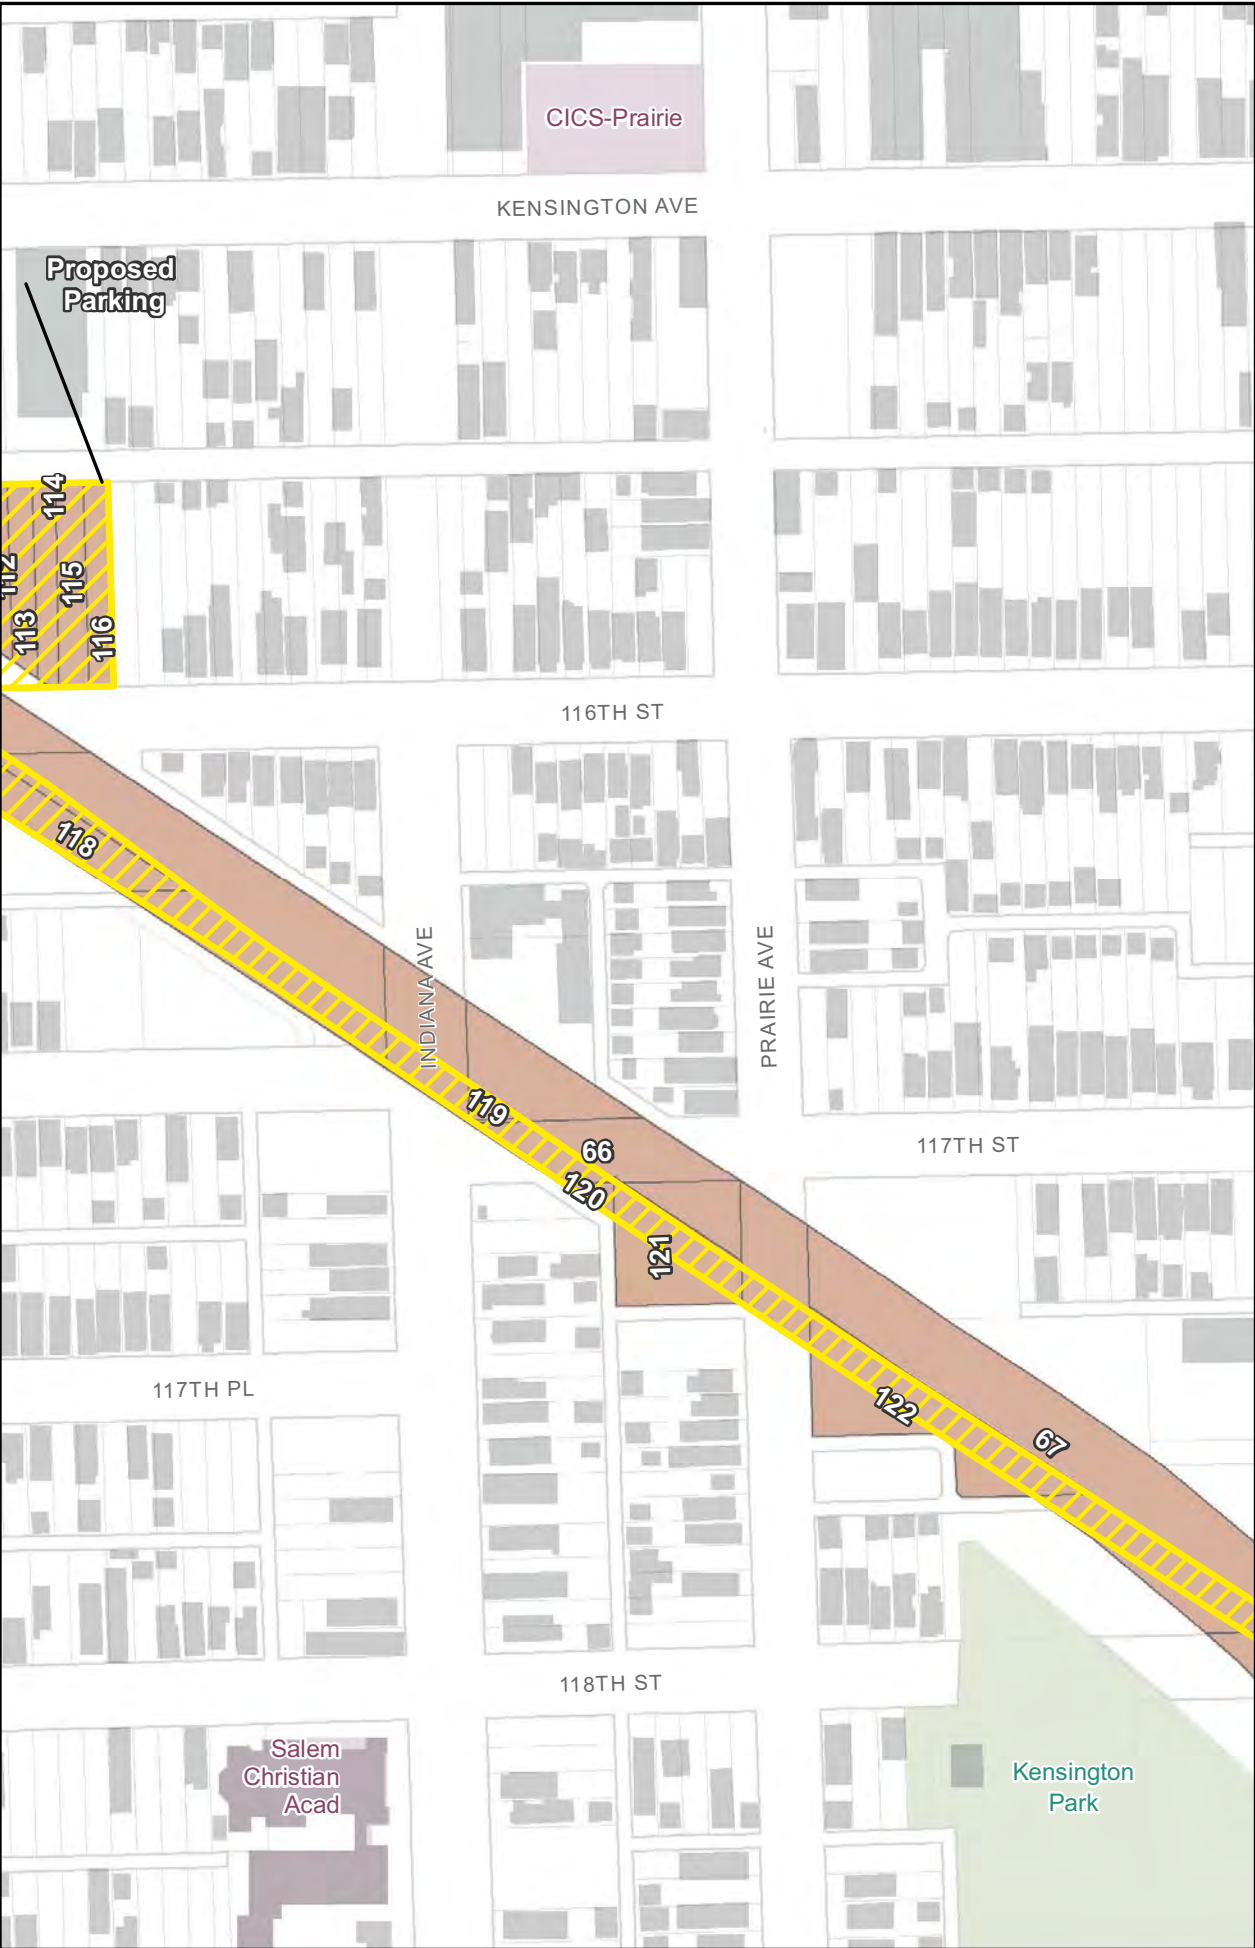 CICS-Prairie
KENSINGTON AVE
Proposed
Parking
114
115
113
116
116TH ST
118
INDIANA AVE
PRAIRIE AVE
119
66
117TH ST
120
121
117TH PL
122
67
118TH ST
Salem
Christian
Acad
Kensington
Park